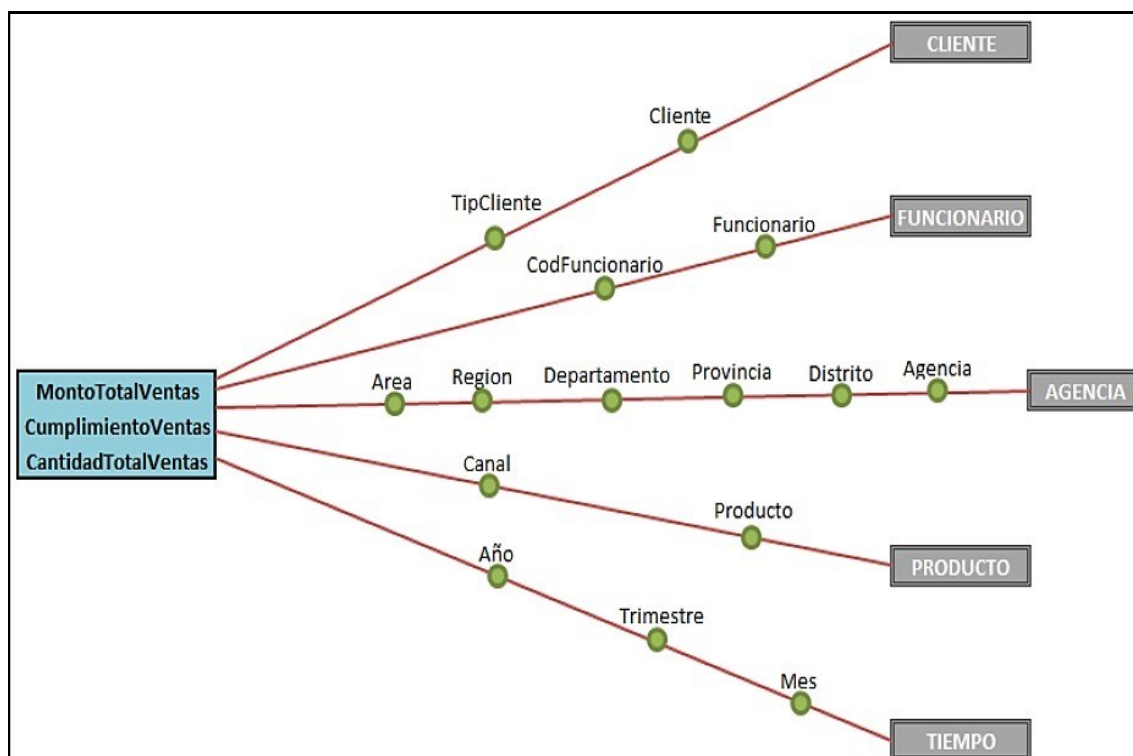 CLIENTE
Cliente
TipCliente
FUNCIONARIO
Funcionario
CodFuncionario
MontoTotalVentas
CumplimientoVentas
CantidadTotalVentas
Area
Region
Departamento
Provincia
Distrito
Agencia
AGENCIA
Canal
Producto
PRODUCTO
Año
Trimestre
Mes
TIEMPO